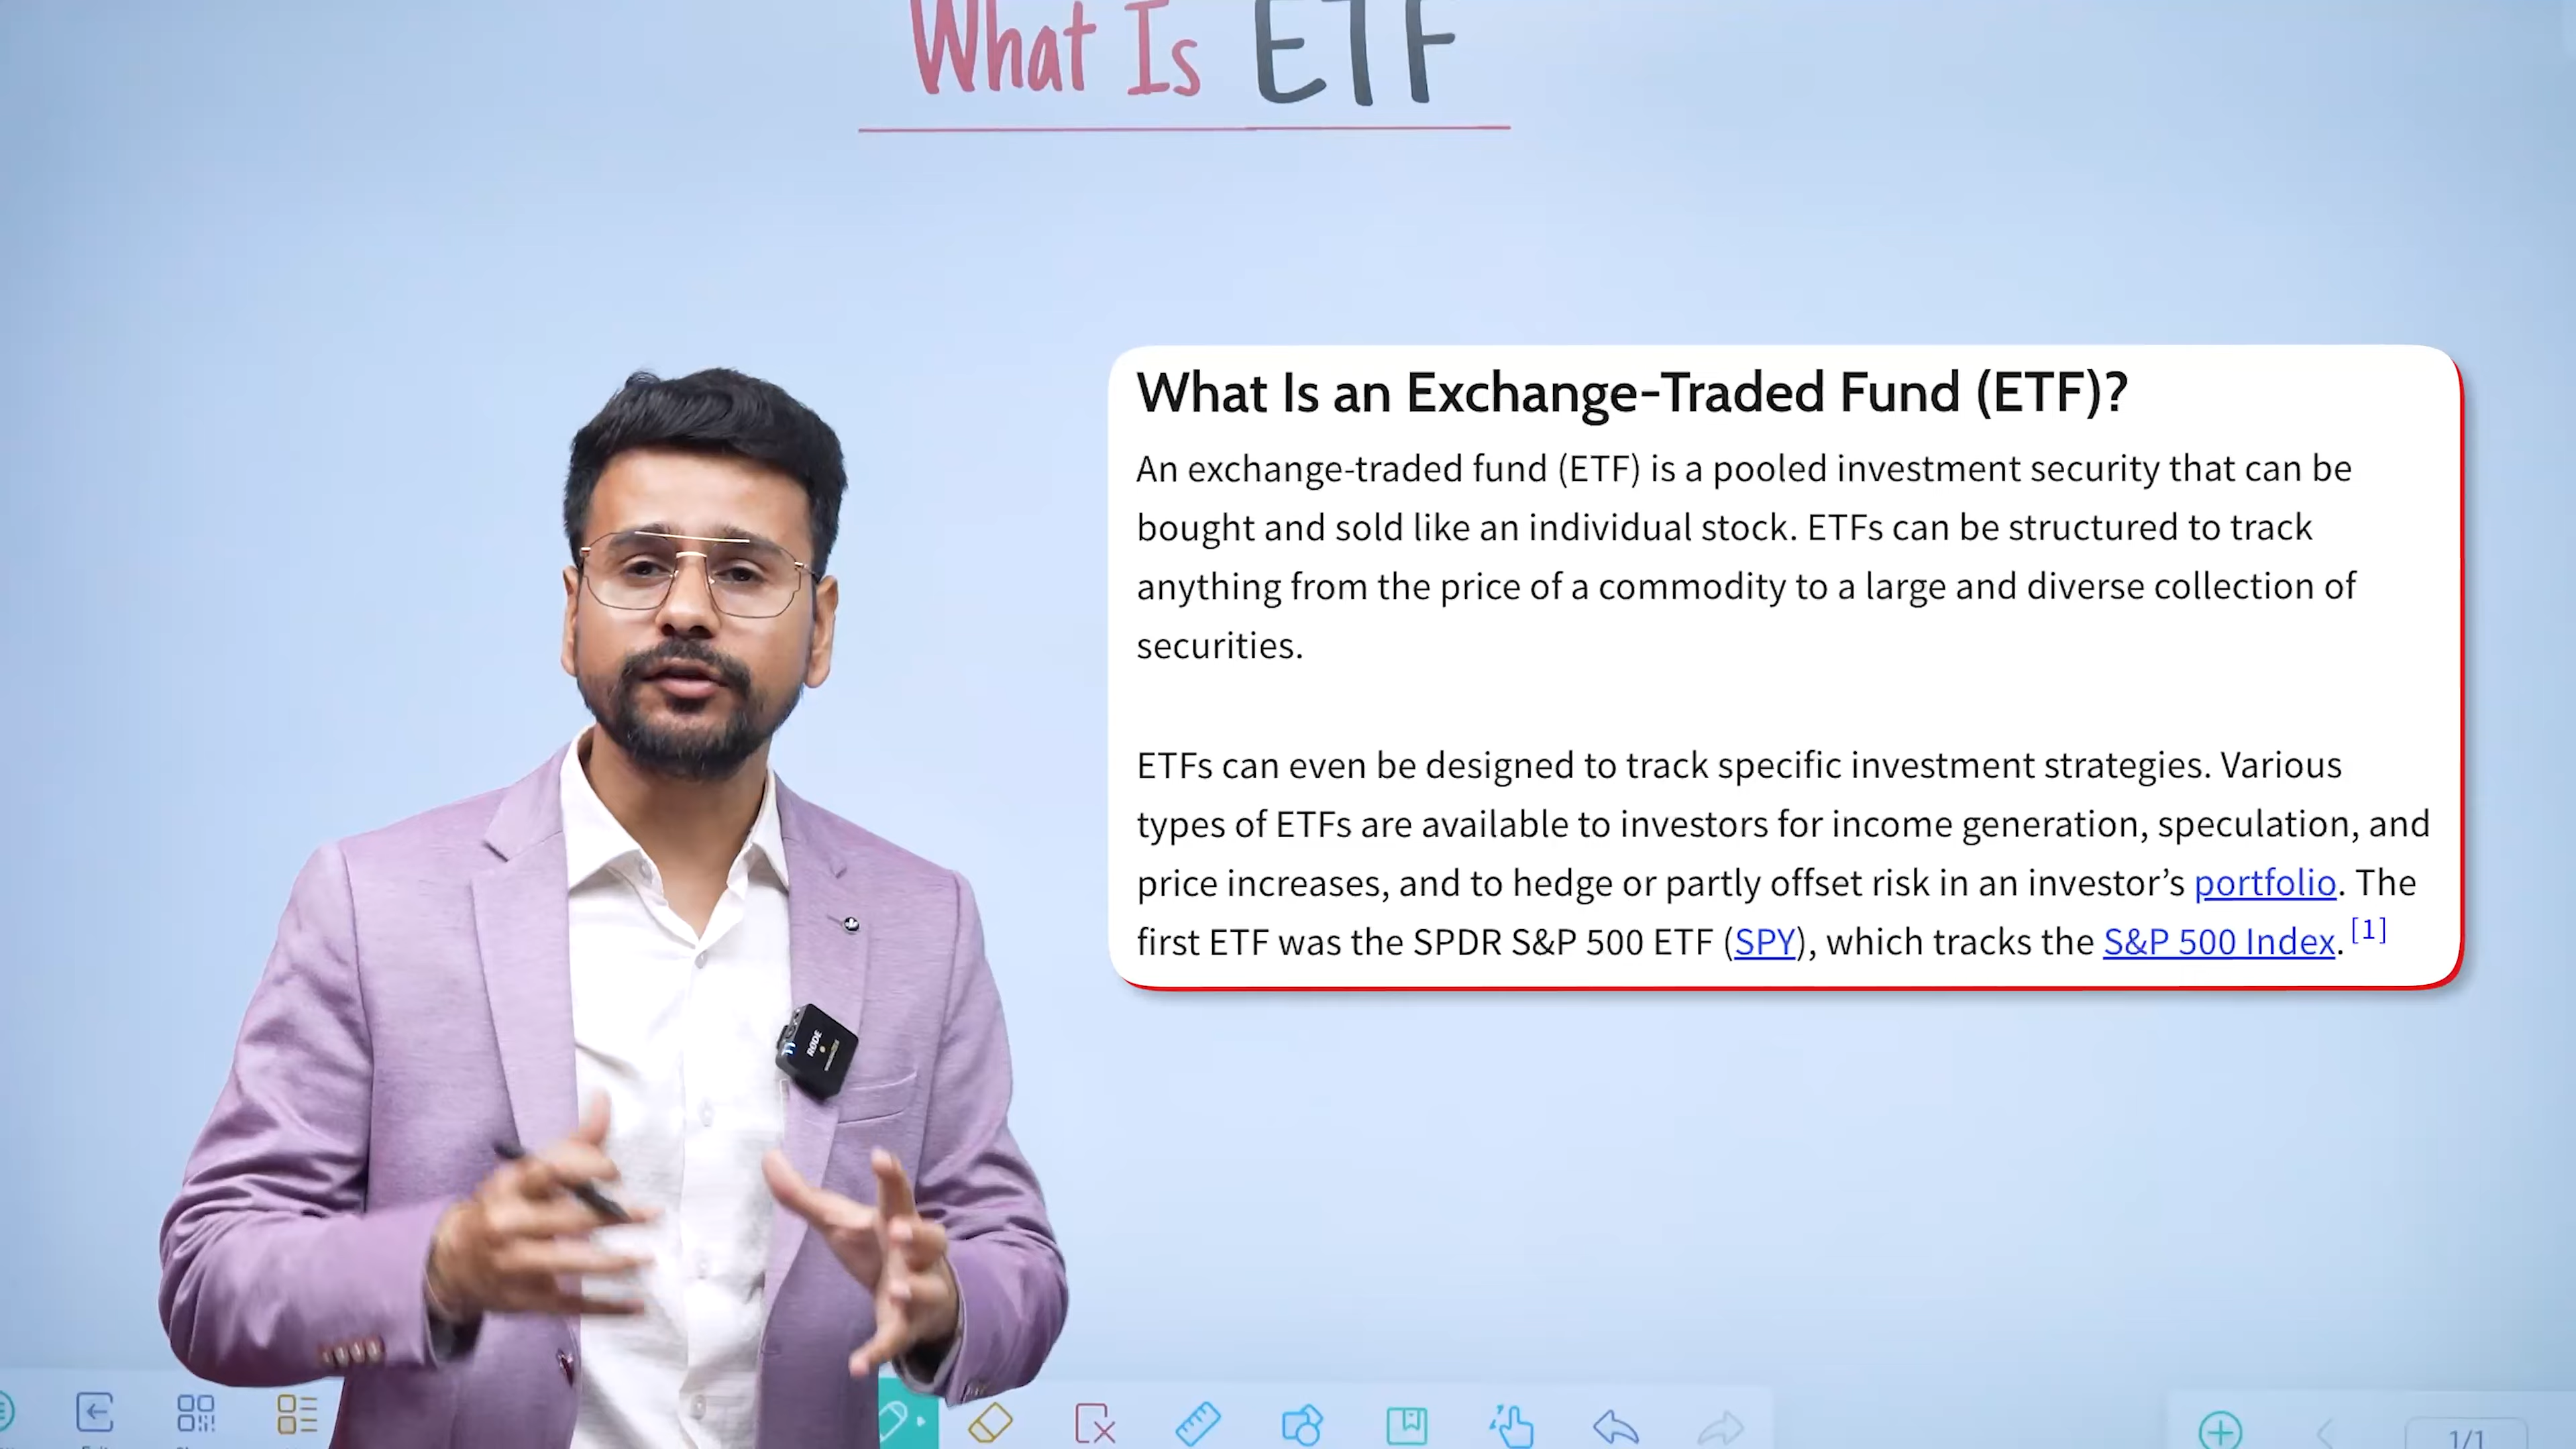 What Is ETF
What Is an Exchange-Traded Fund (ETF)?
An exchange-traded fund (ETF) is a pooled investment security that can be
bought and sold like an individual stock. ETFs can be structured to track
anything from the price of a commodity to a large and diverse collection of
securities.
ETFs can even be designed to track specific investment strategies. Various
types of ETFs are available to investors for income generation, speculation, and
price increases, and to hedge or partly offset risk in an investor’s portfolio. The
first ETF was the SPDR S&P 500 ETF (SPY), which tracks the S&P 500 Index. [1]
RØDE
1/1